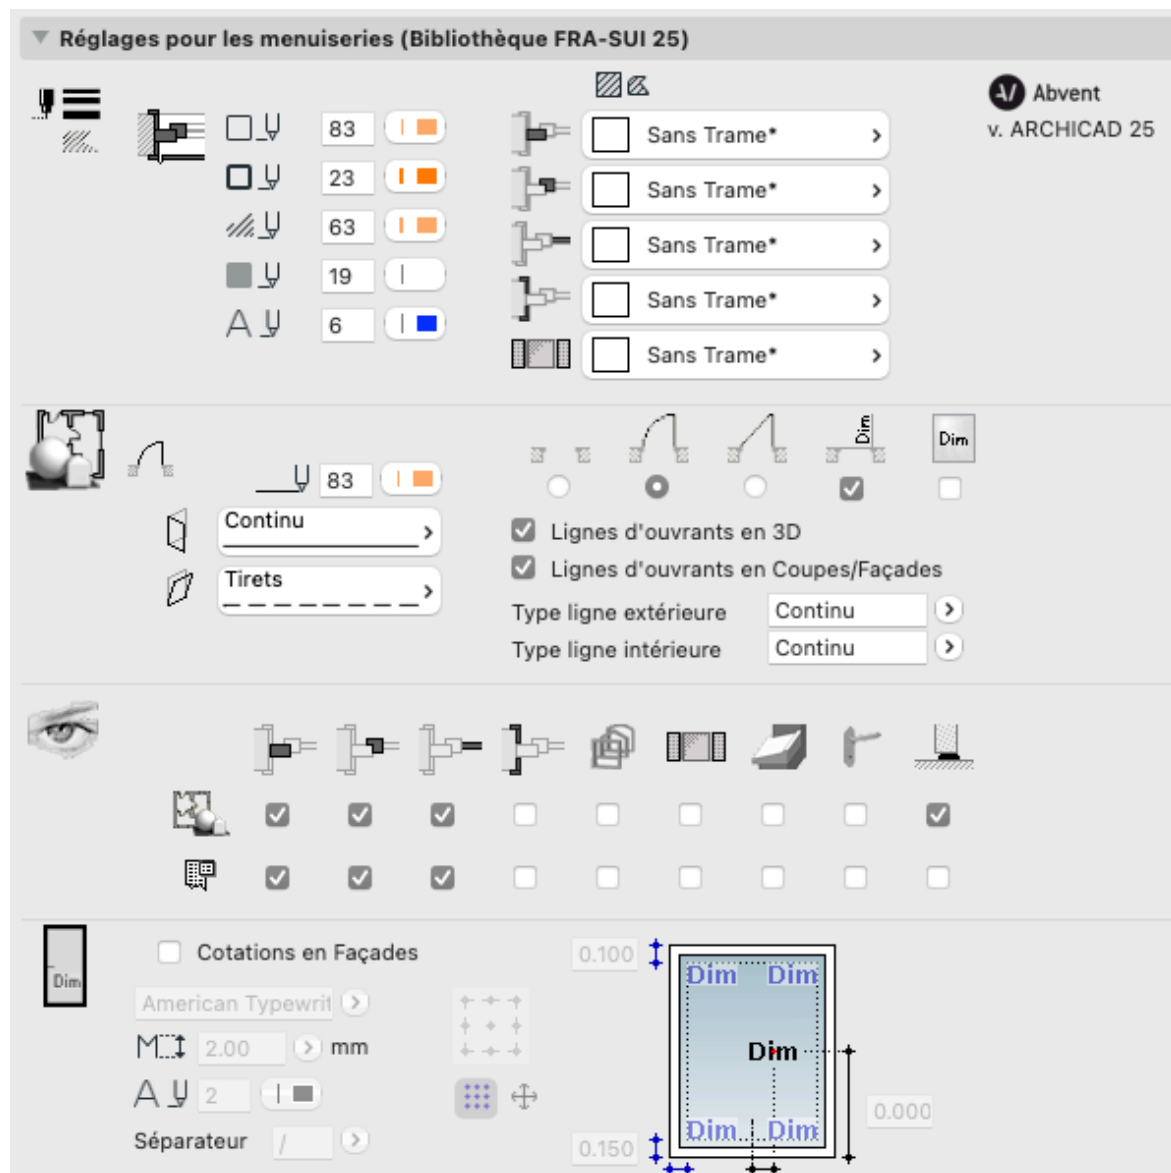 Réglages pour les menuiseries (Bibliothèque FRA-SUI 25)
Abvent
v. ARCHICAD 25
83
Sans Trame*
23
Sans Trame*
63
Sans Trame*
19
Sans Trame*
A 6
Sans Trame*
Dim
Dim
83
Continu
Lignes d'ouvrants en 3D
Tirets
Lignes d'ouvrants en Coupes/Façades
Type ligne extérieure Continu
Type ligne intérieure Continu
Dim
Cotations en Façades
0.100
Dim Dim
American Typewrit
M 2.00 mm
Dim
A 2
0.000
Séparateur /
0.150
Dim Dim